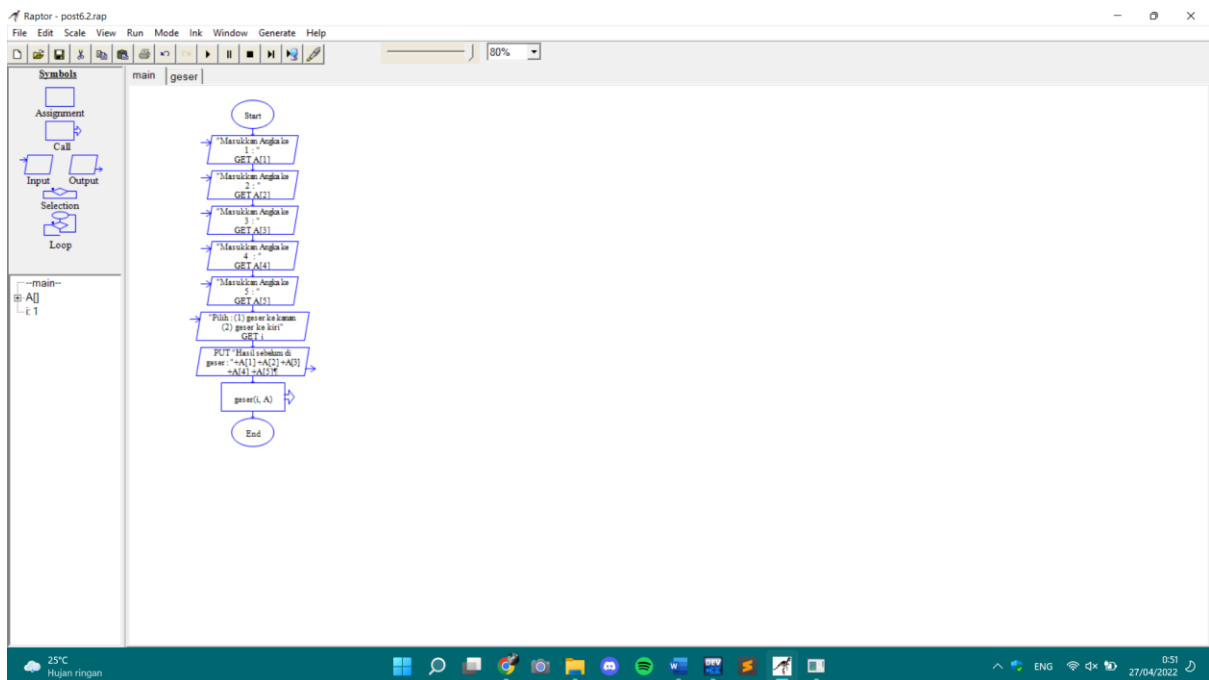 Raptor - post6.2.rap
File Edit Scale View Run Mode Ink Window Generate Help
80%
Symbols
Assignment
Call
Input Output
Selection
Loop
main geser
Start
"Masukkan Angka ke
1 : "
GET A[1]
"Masukkan Angka ke
2 : "
GET A[2]
"Masukkan Angka ke
3 : "
GET A[3]
"Masukkan Angka ke
4 : "
GET A[4]
"Masukkan Angka ke
5 : "
GET A[5]
"Pilih : (1) geser ke kanan
(2) geser ke kiri"
GET i
PUT "Hasil sebelum di
geser : "+A[1] +A[2] +A[3]
+A[4] +A[5]¶
geser(i, A)
End
--main--
A[]
i: 1
25°C
Hujan ringan
DEV
ENG
0:51
27/04/2022